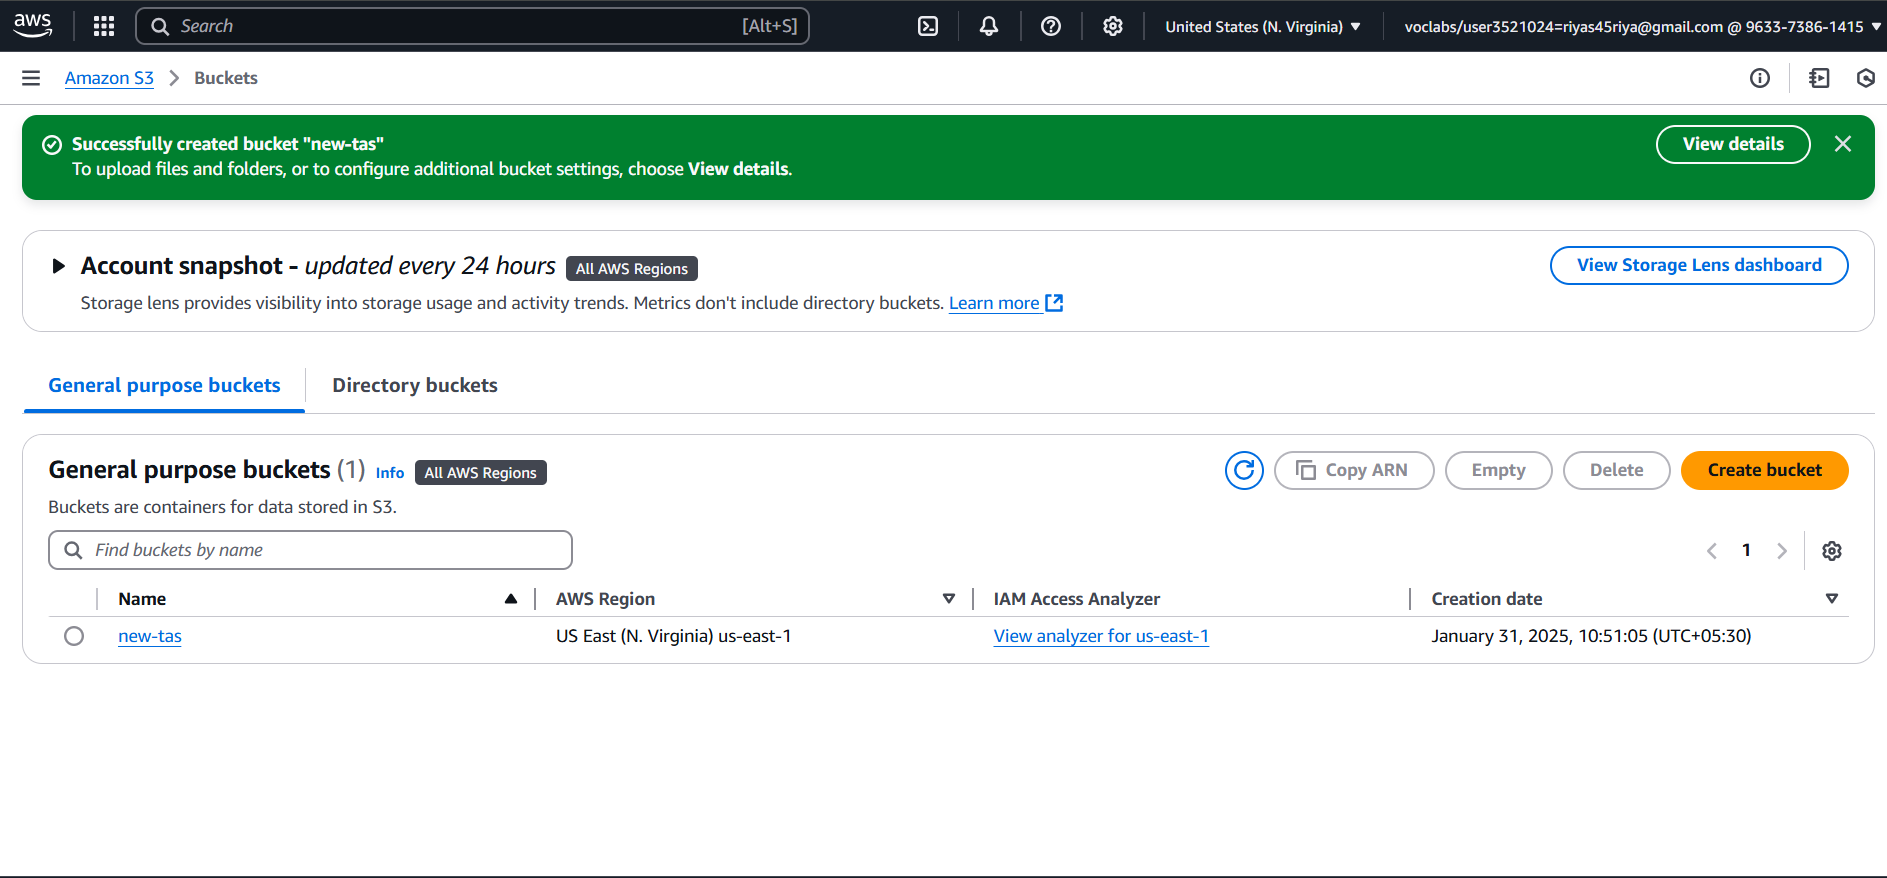 aws
Search [Alt+S]
United States (N. Virginia)
voclabs/user3521024=riyas45riya@gmail.com @ 9633-7386-1415
Amazon S3 > Buckets
Successfully created bucket "new-tas"
To upload files and folders, or to configure additional bucket settings, choose View details.
View details
Account snapshot - updated every 24 hours All AWS Regions
View Storage Lens dashboard
Storage lens provides visibility into storage usage and activity trends. Metrics don't include directory buckets. Learn more
General purpose buckets Directory buckets
General purpose buckets (1) Info All AWS Regions
Copy ARN Empty Delete Create bucket
Buckets are containers for data stored in S3.
Find buckets by name
1
Name AWS Region IAM Access Analyzer Creation date
new-tas US East (N. Virginia) us-east-1 View analyzer for us-east-1 January 31, 2025, 10:51:05 (UTC+05:30)